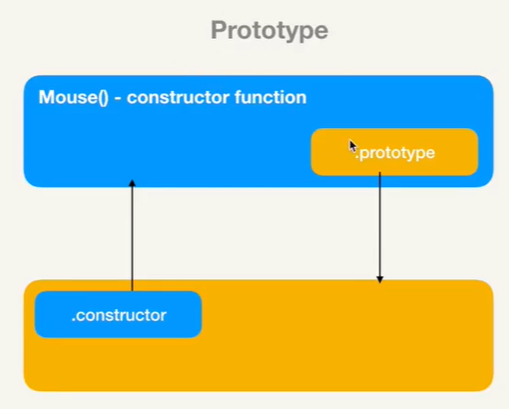 Prototype
Mouse() - constructor function
.prototype
.constructor